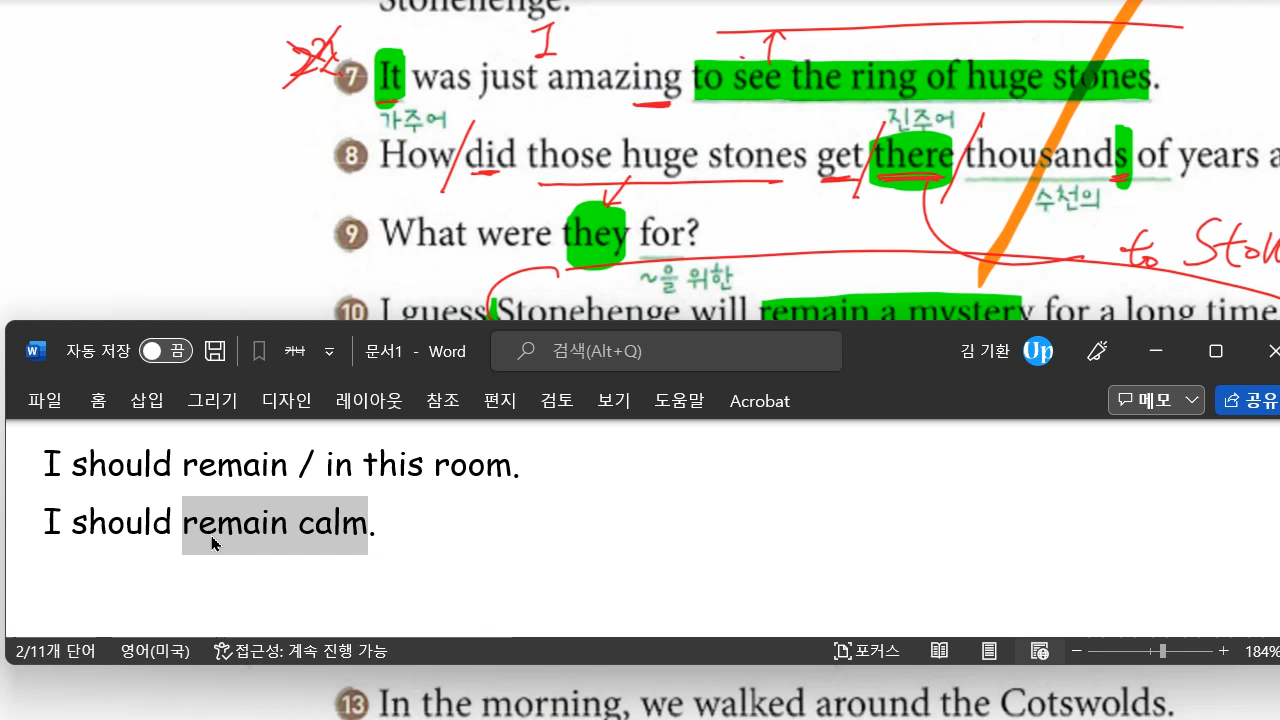 Stonehenge.
I
7 It was just amazing to see the ring of huge stones.
가주어 진주어
8 How / did those huge stones get / there / thousands of years a
수천의
9 What were they for?
to Ston
~을 위한
10 I guess Stonehenge will remain a mystery for a long time
자동 저장 끔 문서1 - Word 검색(Alt+Q) 김 기환 Up
파일 홈 삽입 그리기 디자인 레이아웃 참조 편지 검토 보기 도움말 Acrobat 메모 공유
I should remain / in this room.
I should remain calm.
2/11개 단어 영어(미국) 접근성: 계속 진행 가능 포커스 184%
13 In the morning, we walked around the Cotswolds.